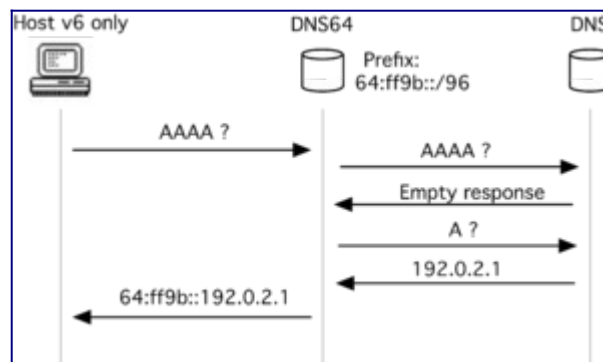 Host v6 only
DNS64
DNS
Prefix:
64:ff9b::/96
AAAA ?
AAAA ?
Empty response
A ?
192.0.2.1
64:ff9b::192.0.2.1